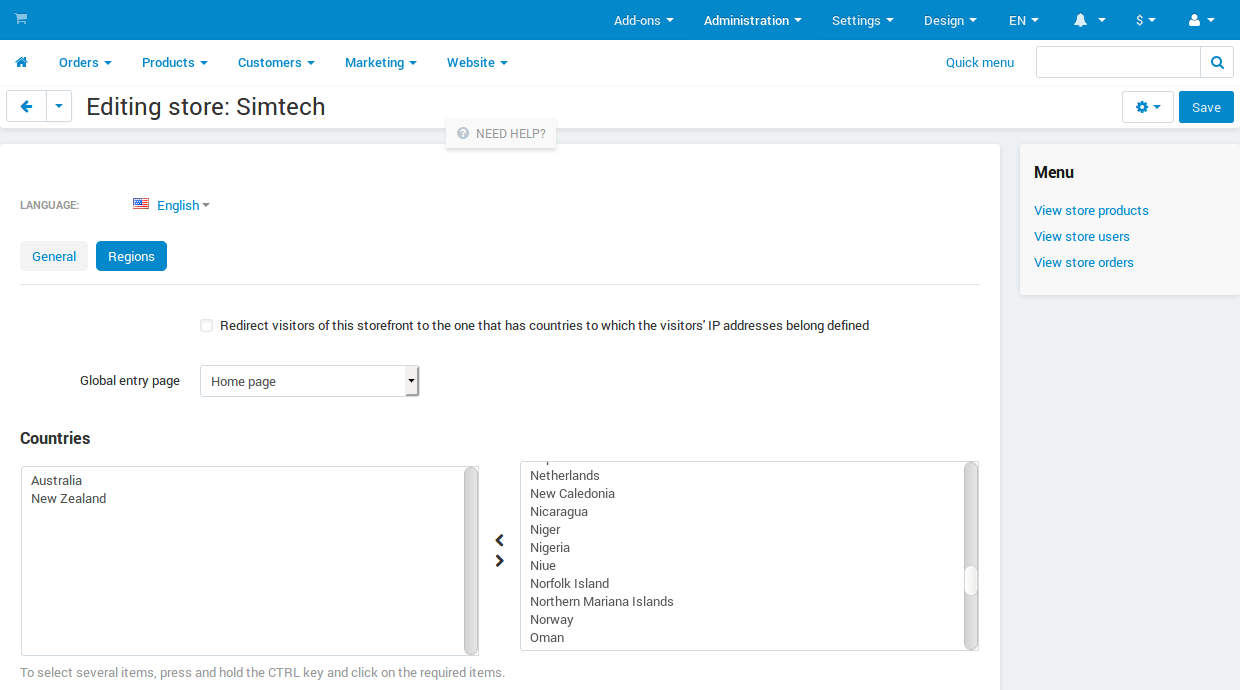 Add-ons Administration Settings Design EN $
Orders Products Customers Marketing Website Quick menu
Editing store: Simtech Save
? NEED HELP?
Menu
LANGUAGE: English
View store products
View store users
View store orders
General Regions
Redirect visitors of this storefront to the one that has countries to which the visitors' IP addresses belong defined
Global entry page Home page
Countries
Australia
New Zealand
Netherlands
New Caledonia
Nicaragua
Niger
Nigeria
Niue
Norfolk Island
Northern Mariana Islands
Norway
Oman
To select several items, press and hold the CTRL key and click on the required items.